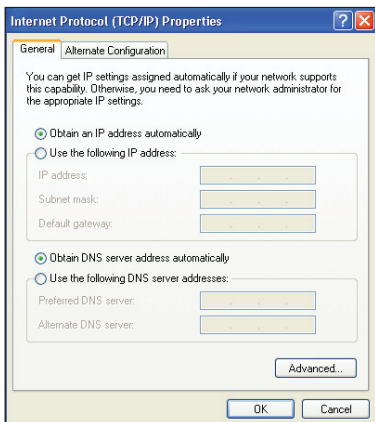 Internet Protocol (TCP/IP) Properties
General
Alternate Configuration
You can get IP settings assigned automatically if your network supports
this capability. Otherwise, you need to ask your network administrator for
the appropriate IP settings.
Obtain an IP address automatically
Use the following IP address:
IP address:
Subnet mask:
Default gateway:
Obtain DNS server address automatically
Use the following DNS server addresses:
Preferred DNS server:
Alternate DNS server:
Advanced...
OK
Cancel